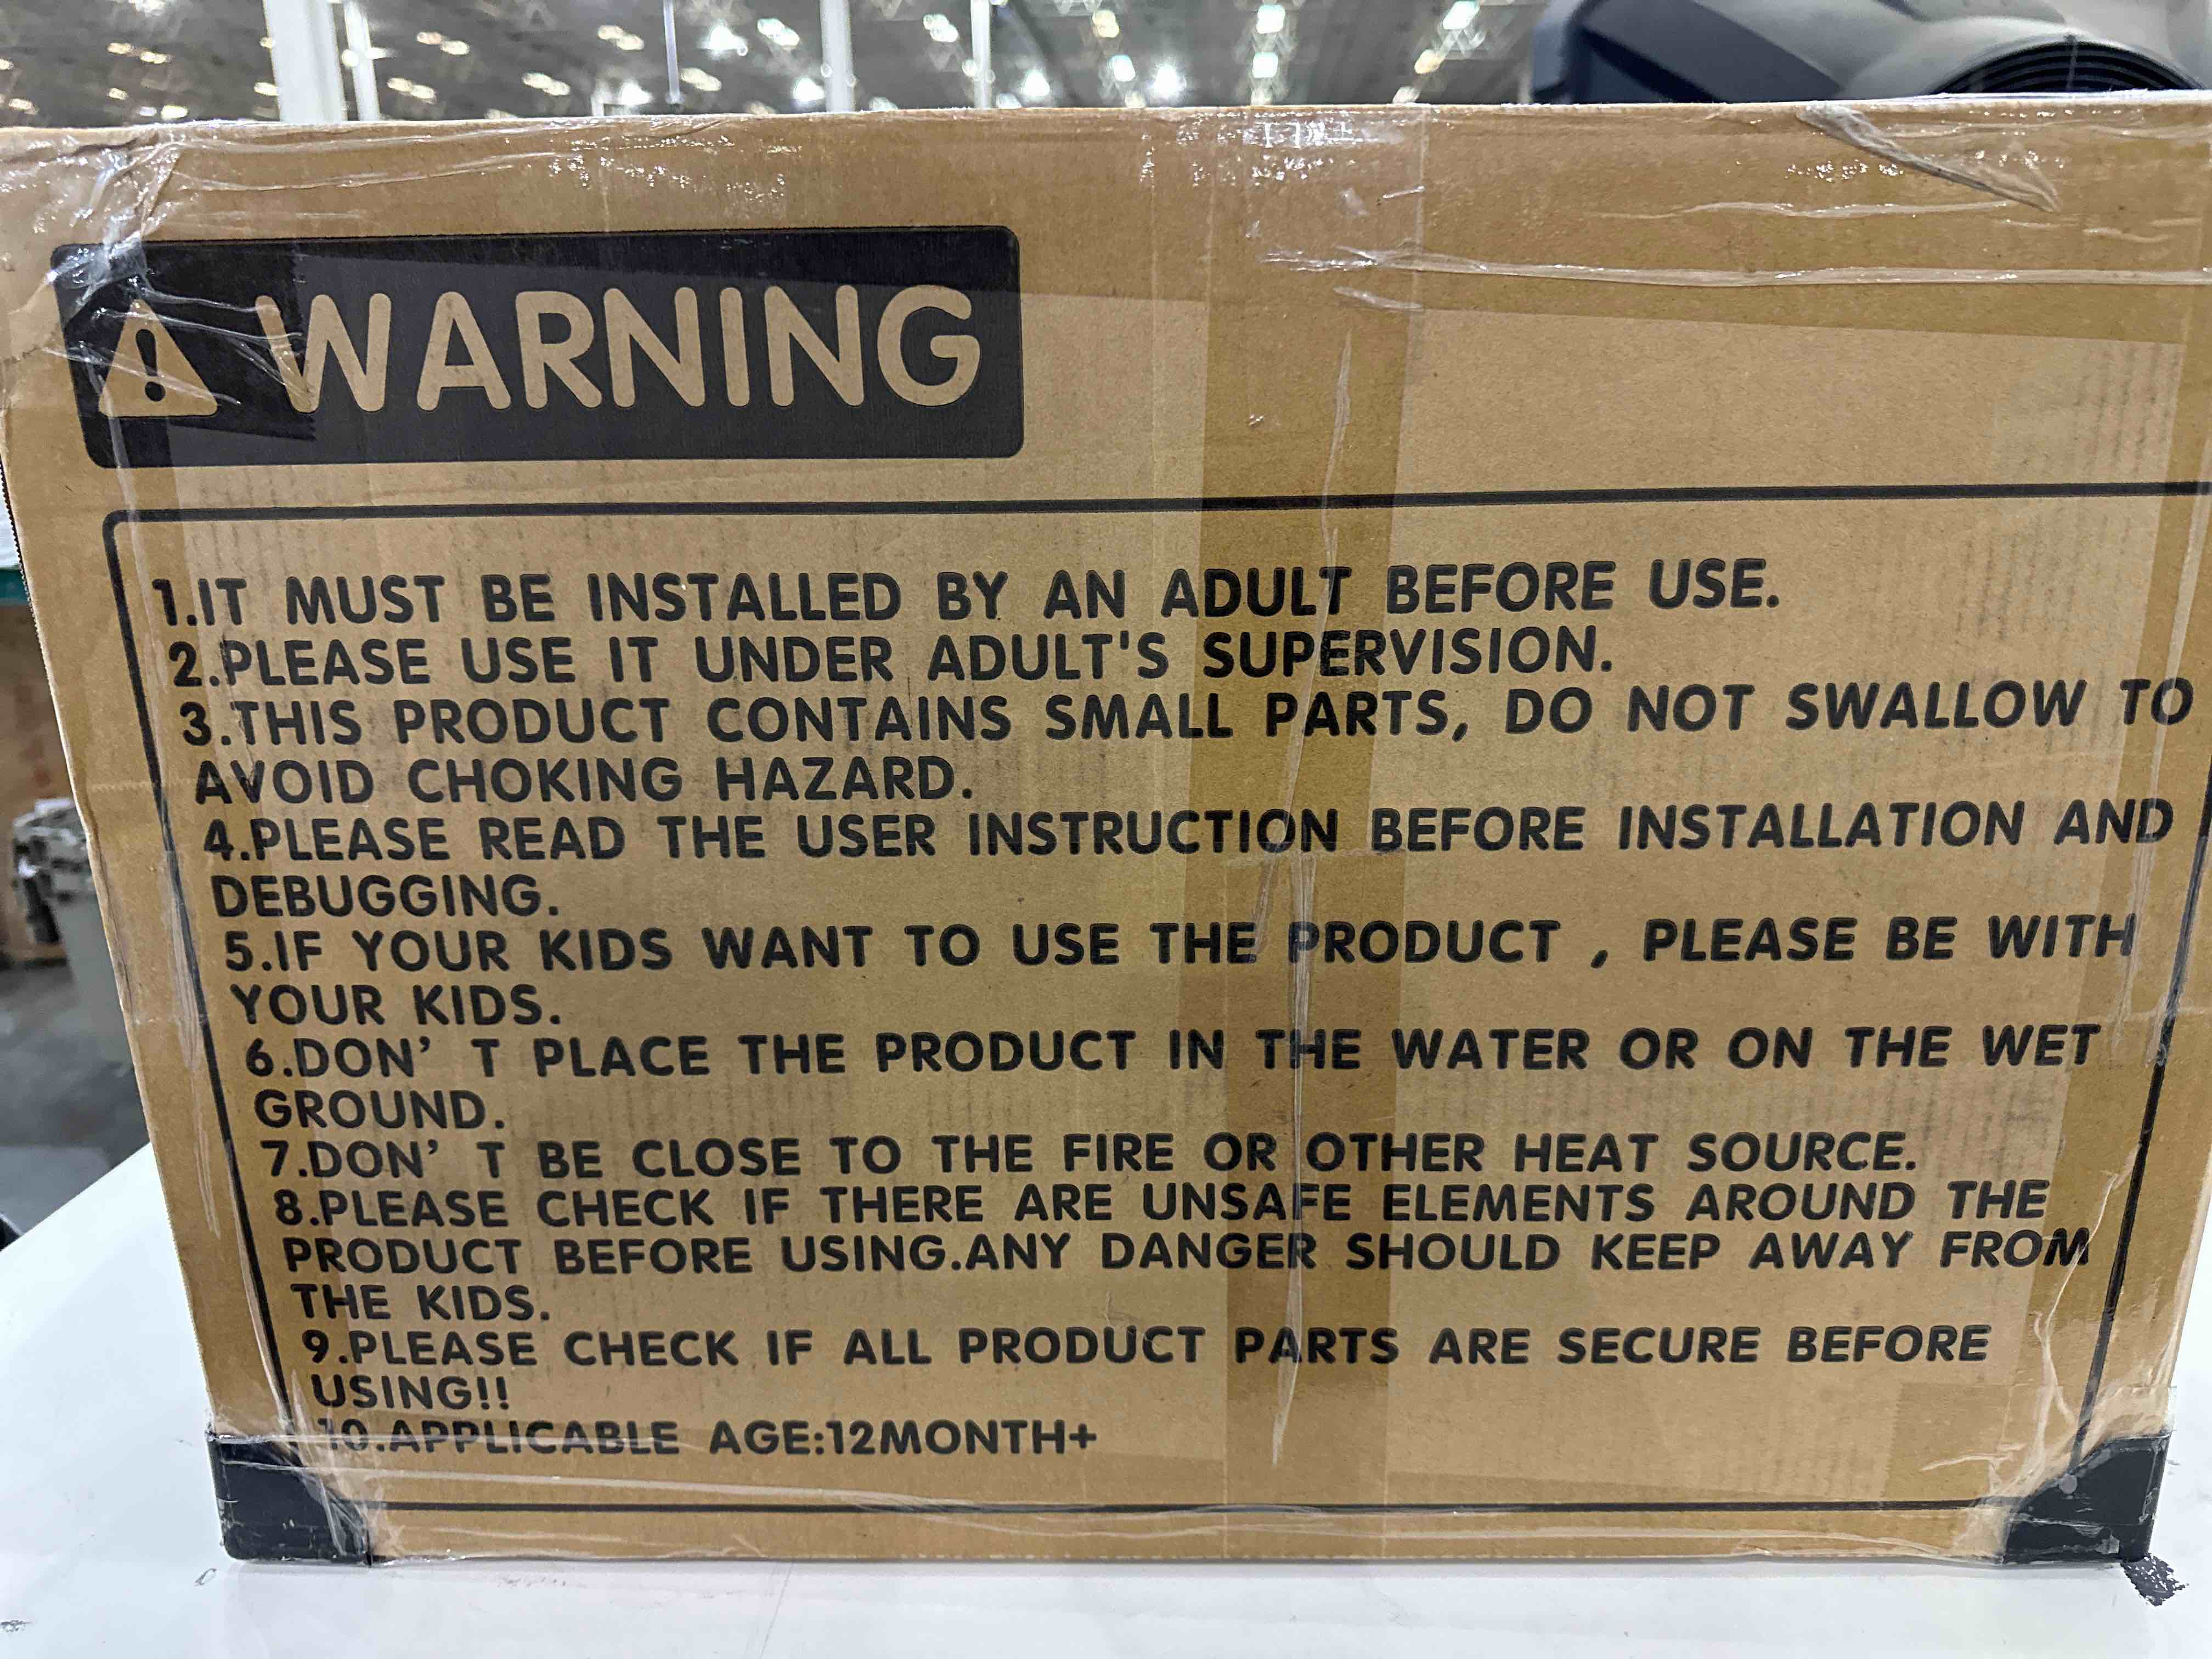 WARNING
1.IT MUST BE INSTALLED BY AN ADULT BEFORE USE.
2.PLEASE USE IT UNDER ADULT'S SUPERVISION.
3.THIS PRODUCT CONTAINS SMALL PARTS, DO NOT SWALLOW TO
AVOID CHOKING HAZARD.
4.PLEASE READ THE USER INSTRUCTION BEFORE INSTALLATION AND
DEBUGGING.
5.IF YOUR KIDS WANT TO USE THE PRODUCT , PLEASE BE WITH
YOUR KIDS.
6.DON' T PLACE THE PRODUCT IN THE WATER OR ON THE WET
GROUND.
7.DON' T BE CLOSE TO THE FIRE OR OTHER HEAT SOURCE.
8.PLEASE CHECK IF THERE ARE UNSAFE ELEMENTS AROUND THE
PRODUCT BEFORE USING.ANY DANGER SHOULD KEEP AWAY FROM
THE KIDS.
9.PLEASE CHECK IF ALL PRODUCT PARTS ARE SECURE BEFORE
USING!!
10.APPLICABLE AGE:12MONTH+